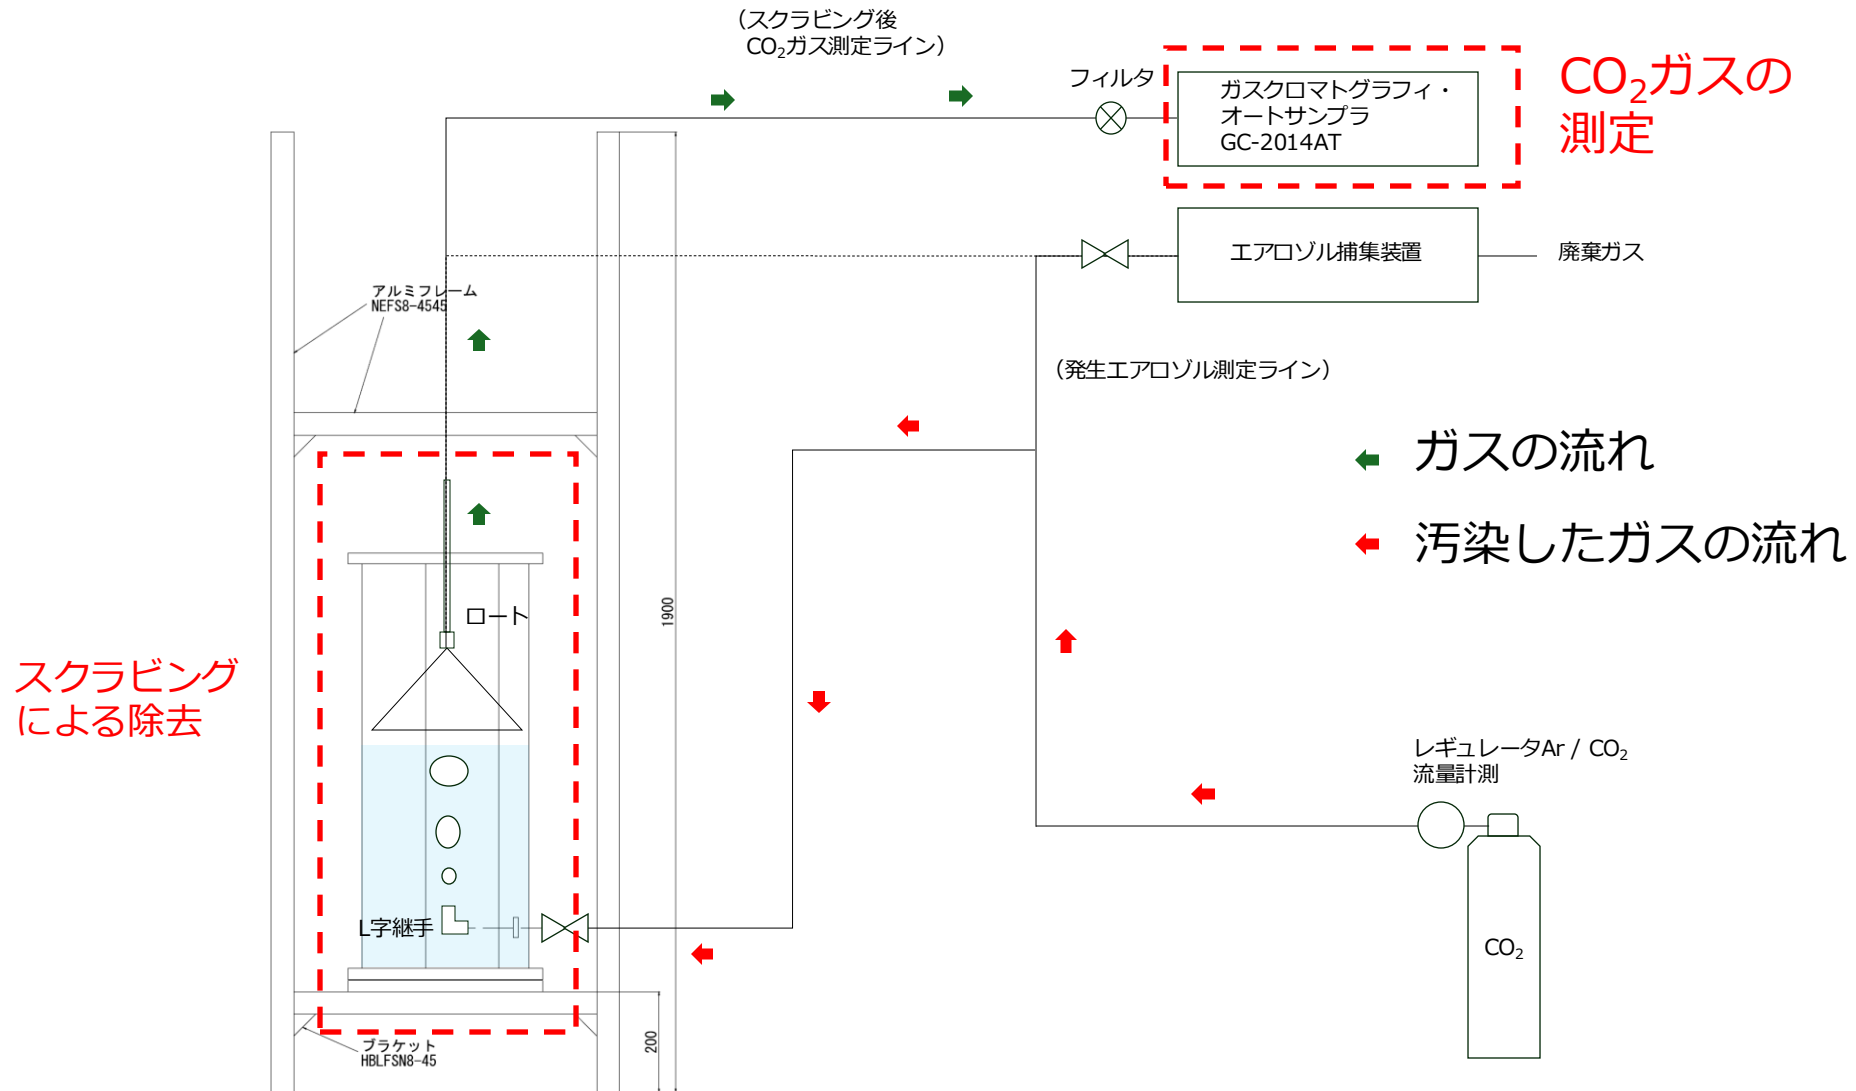 （スクラビング後
CO₂ガス測定ライン）
フィルタ
ガスクロマトグラフィ・
オートサンプラ
GC-2014AT
CO₂ガスの
測定
エアロゾル捕集装置
廃棄ガス
アルミフレーム
NEFS8-4545
（発生エアロゾル測定ライン）
ガスの流れ
汚染したガスの流れ
ロート
1900
スクラビング
による除去
レギュレータAr / CO₂
流量計測
L字継手
CO₂
ブラケット
HBLFSN8-45
200